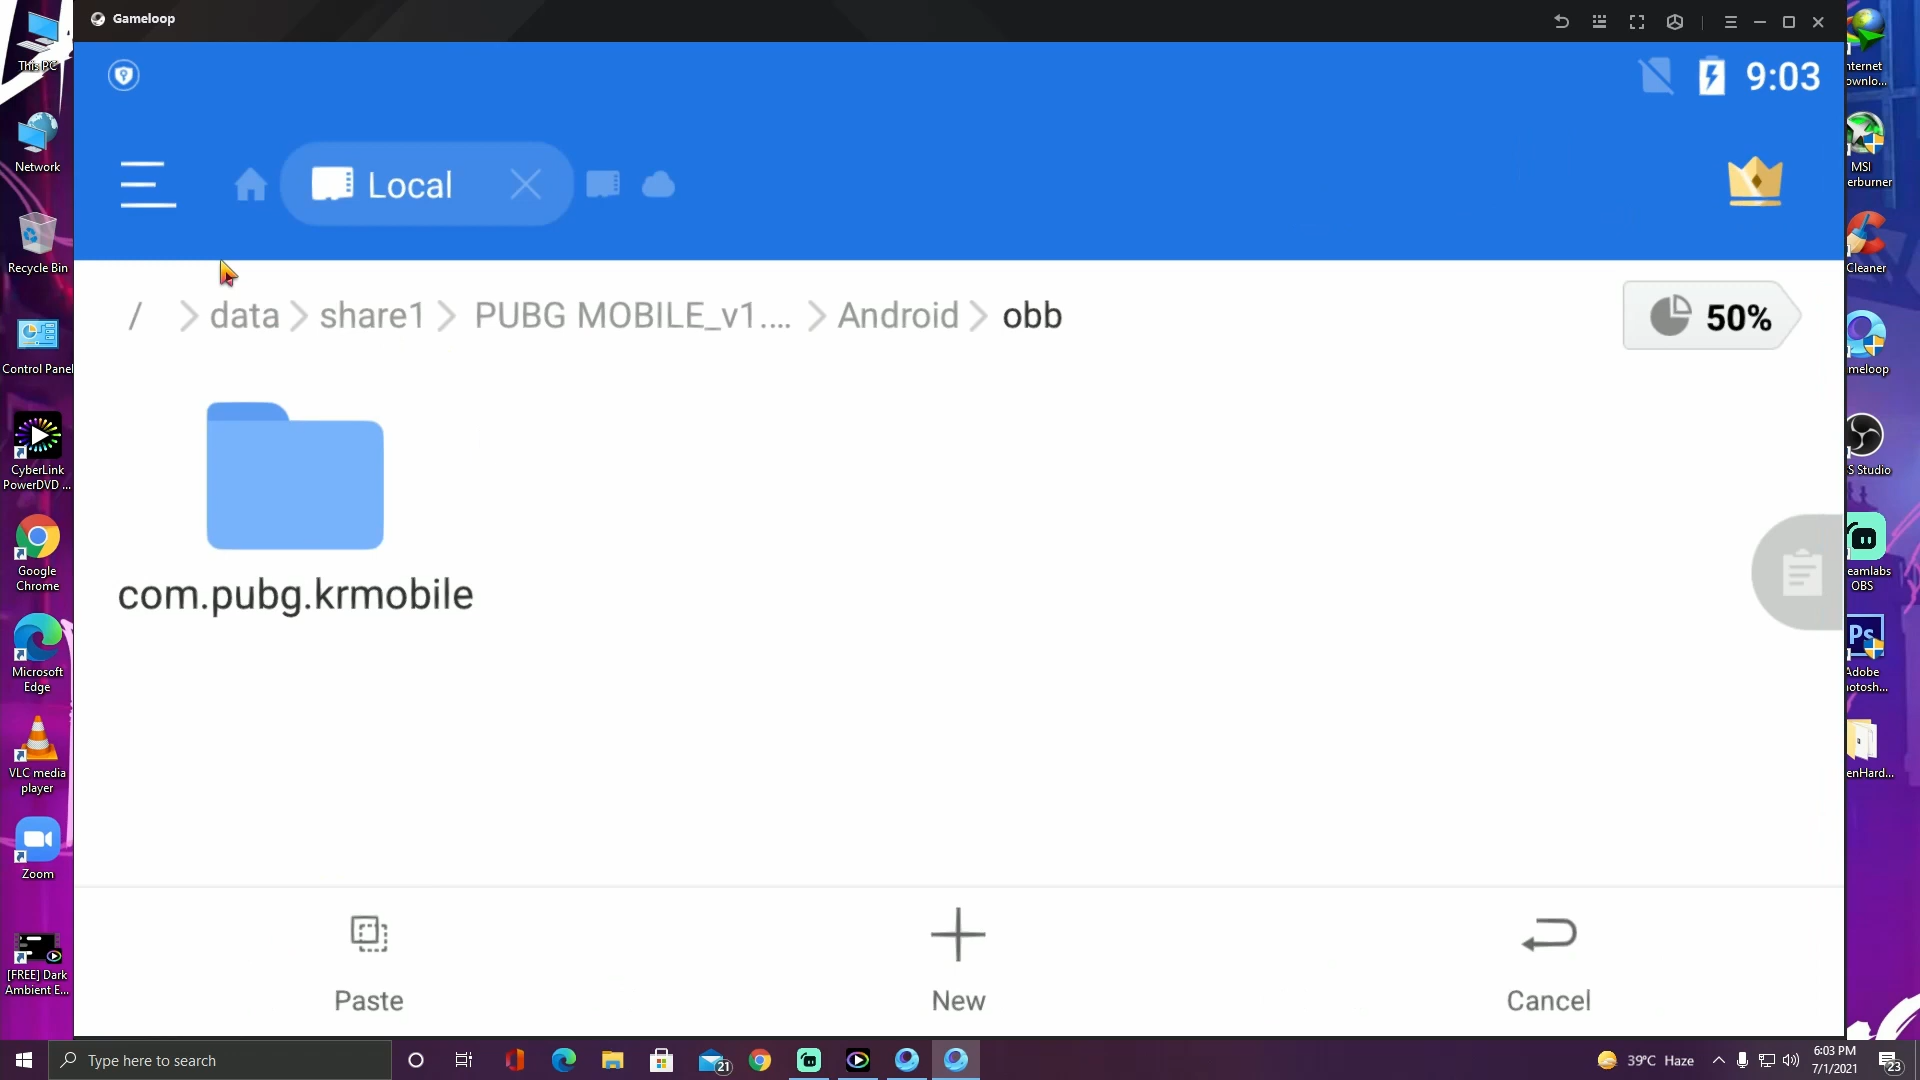 Gameloop
9:03
Local
/ data share1 PUBG MOBILE_v1.... Android obb
50%
com.pubg.krmobile
Paste
New
Cancel
This PC
Network
Recycle Bin
Control Panel
CyberLink
PowerDVD ...
Google
Chrome
Microsoft
Edge
VLC media
player
Zoom
[FREE] Dark
Ambient E...
nternet
ownlo...
MSI
erburner
Cleaner
meloop
S Studio
eamlabs
OBS
Ps
Adobe
otosh...
enHard...
Type here to search
21
39°C Haze
6:03 PM
7/1/2021
23